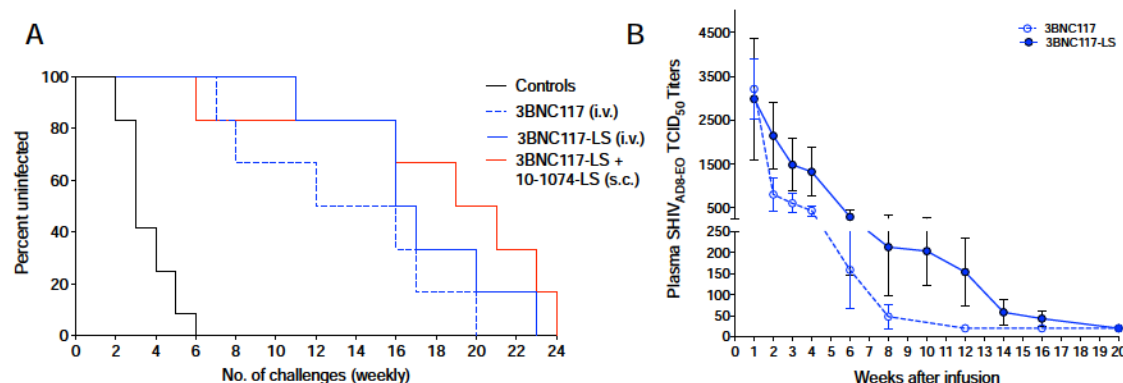 A
Controls
3BNC117 (i.v.)
3BNC117-LS (i.v.)
3BNC117-LS +
10-1074-LS (s.c.)
Percent uninfected
100
80
60
40
20
0
0 2 4 6 8 10 12 14 16 18 20 22 24
No. of challenges (weekly)
B
3BNC117
3BNC117-LS
Plasma SHIVAD8-EO TCID50 Titers
4500
3500
2500
1500
500
250
200
150
100
50
0
0 1 2 3 4 5 6 7 8 9 10 11 12 13 14 15 16 17 18 19 20
Weeks after infusion